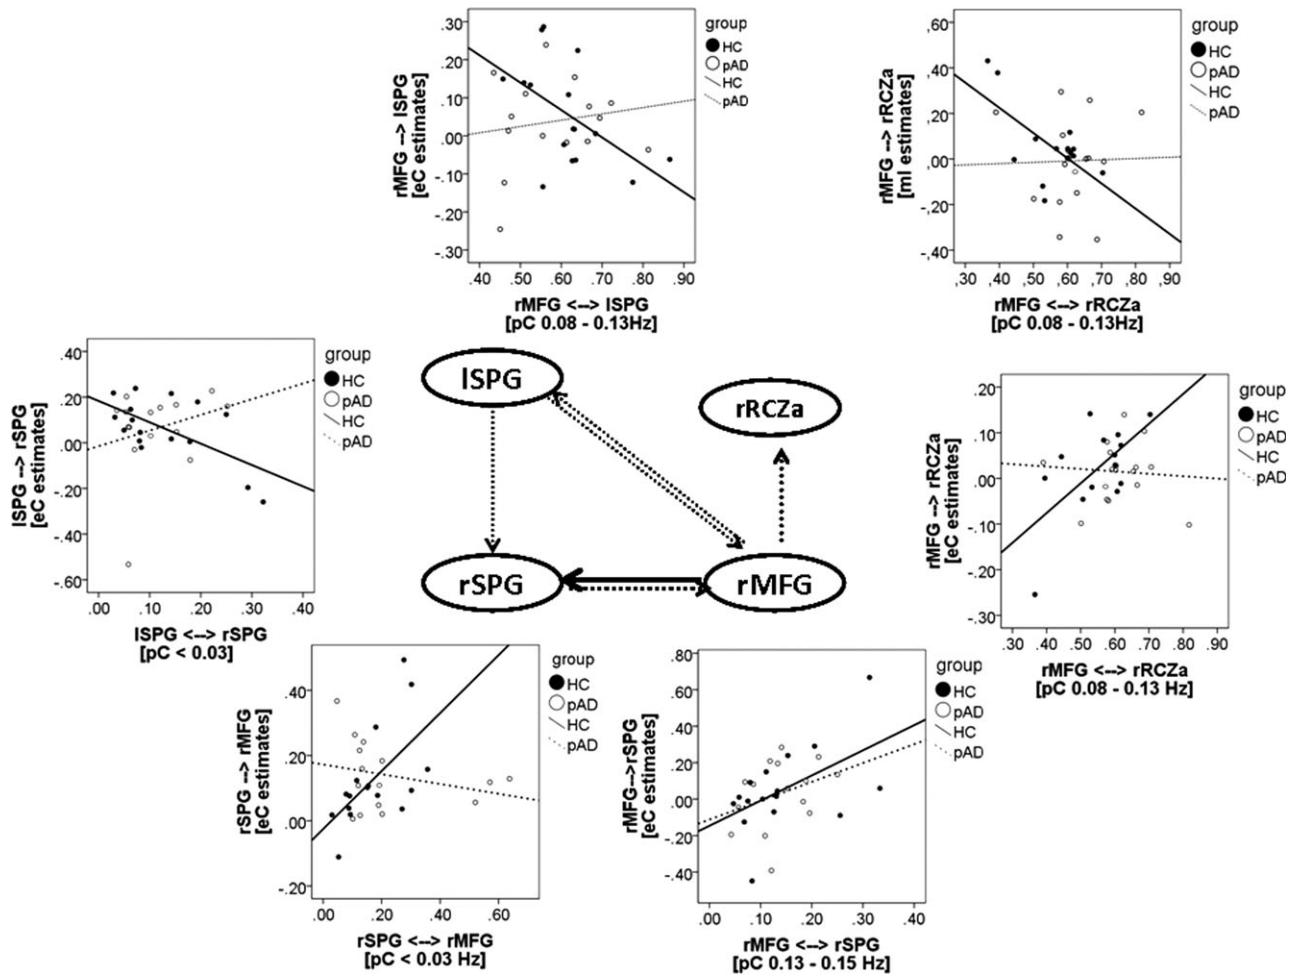 rMFG --> lSPG
[eC estimates]
.30
.20
.10
.00
-.10
-.20
-.30
.40 .50 .60 .70 .80 .90
rMFG <--> lSPG
[pC 0.08 - 0.13Hz]
group
HC
pAD
HC
pAD
rMFG --> rRCZa
[ml estimates]
,60
,40
,20
,00
-,20
-,40
,30 ,40 ,50 ,60 ,70 ,80 ,90
rMFG <--> rRCZa
[pC 0.08 - 0.13Hz]
group
HC
pAD
HC
pAD
lSPG --> rSPG
[eC estimates]
.40
.20
.00
-.20
-.40
-.60
.00 .10 .20 .30 .40
lSPG <--> rSPG
[pC < 0.03]
group
HC
pAD
HC
pAD
lSPG
rRCZa
rSPG
rMFG
rMFG --> rRCZa
[eC estimates]
.20
.10
.00
-.10
-.20
-.30
.30 .40 .50 .60 .70 .80 .90
rMFG <--> rRCZa
[pC 0.08 - 0.13 Hz]
group
HC
pAD
HC
pAD
rSPG --> rMFG
[eC estimates]
.40
.20
.00
-.20
.00 .20 .40 .60
rSPG <--> rMFG
[pC < 0.03 Hz]
group
HC
pAD
HC
pAD
rMFG-->rSPG
[eC estimates]
.80
.60
.40
.20
.00
-.20
-.40
.00 .10 .20 .30 .40
rMFG <--> rSPG
[pC 0.13 - 0.15 Hz]
group
HC
pAD
HC
pAD